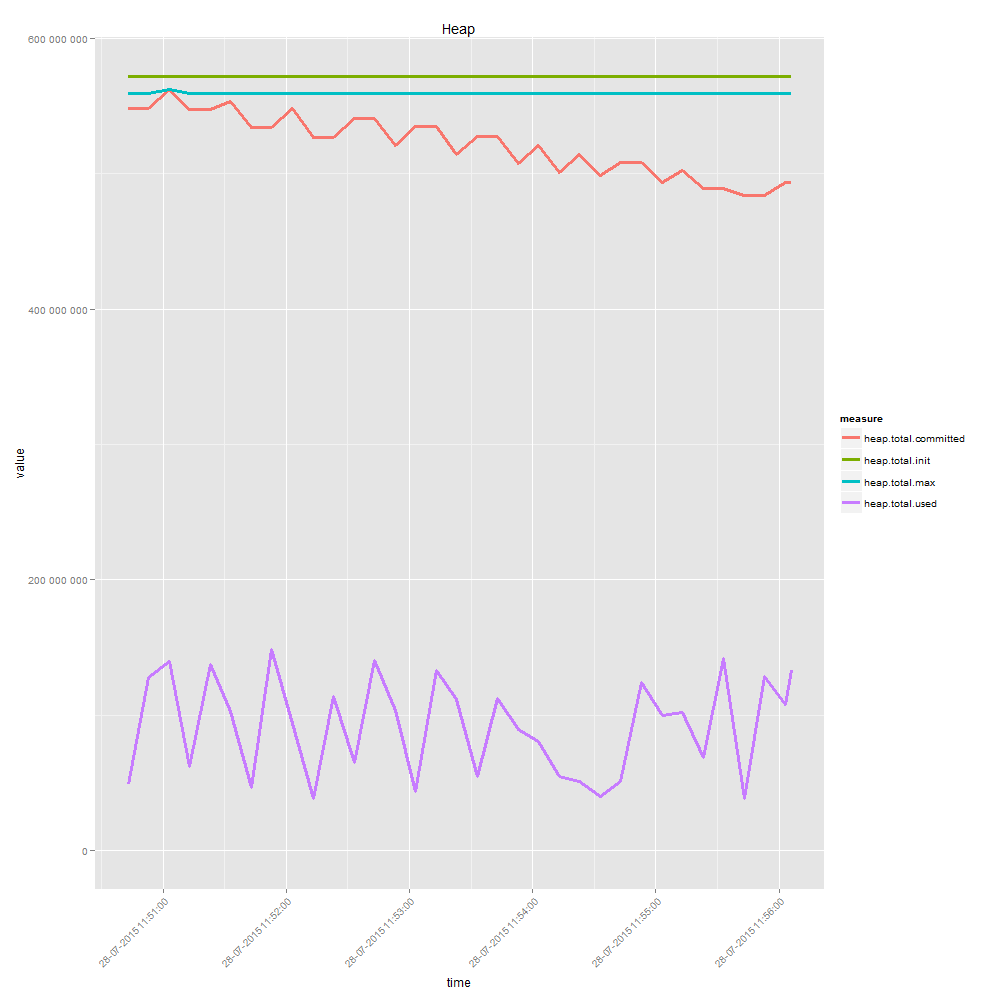 Heap
600 000 000
400 000 000
200 000 000
0
value
28-07-2015 11:51:00
28-07-2015 11:52:00
28-07-2015 11:53:00
28-07-2015 11:54:00
28-07-2015 11:55:00
28-07-2015 11:56:00
time
measure
heap.total.committed
heap.total.init
heap.total.max
heap.total.used